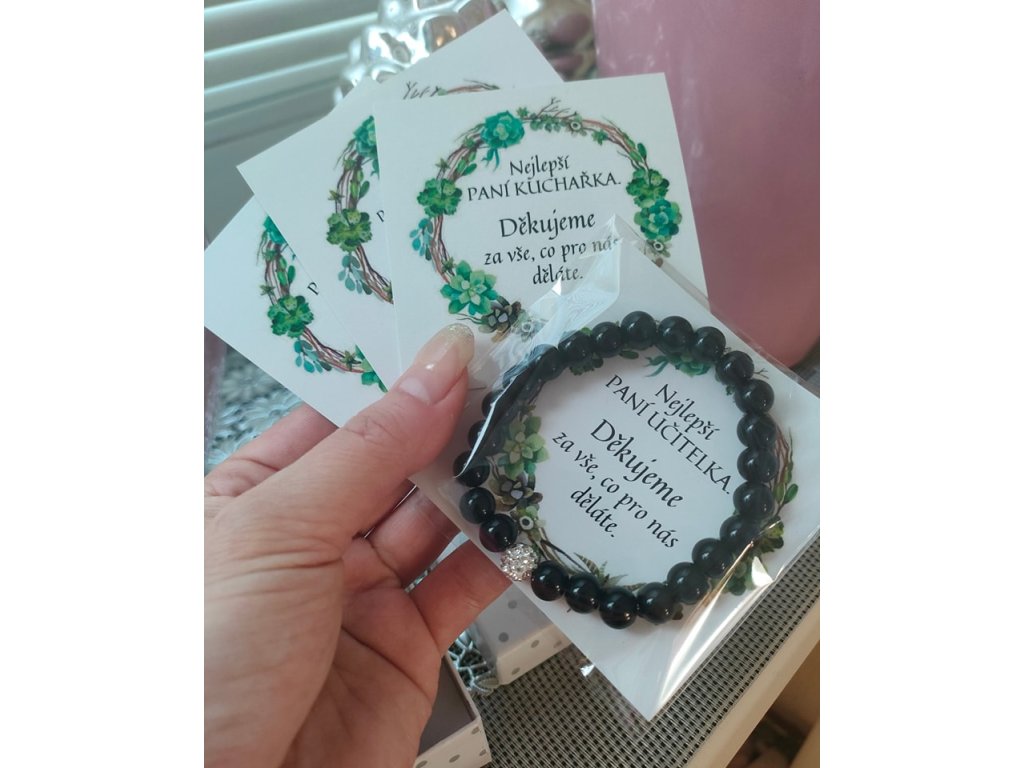 Nejlepší
PANÍ KUCHAŘKA.
Děkujeme
za vše, co pro nás
děláte.
Nejlepší
PANÍ UČITELKA.
Děkujeme
za vše, co pro nás
děláte.